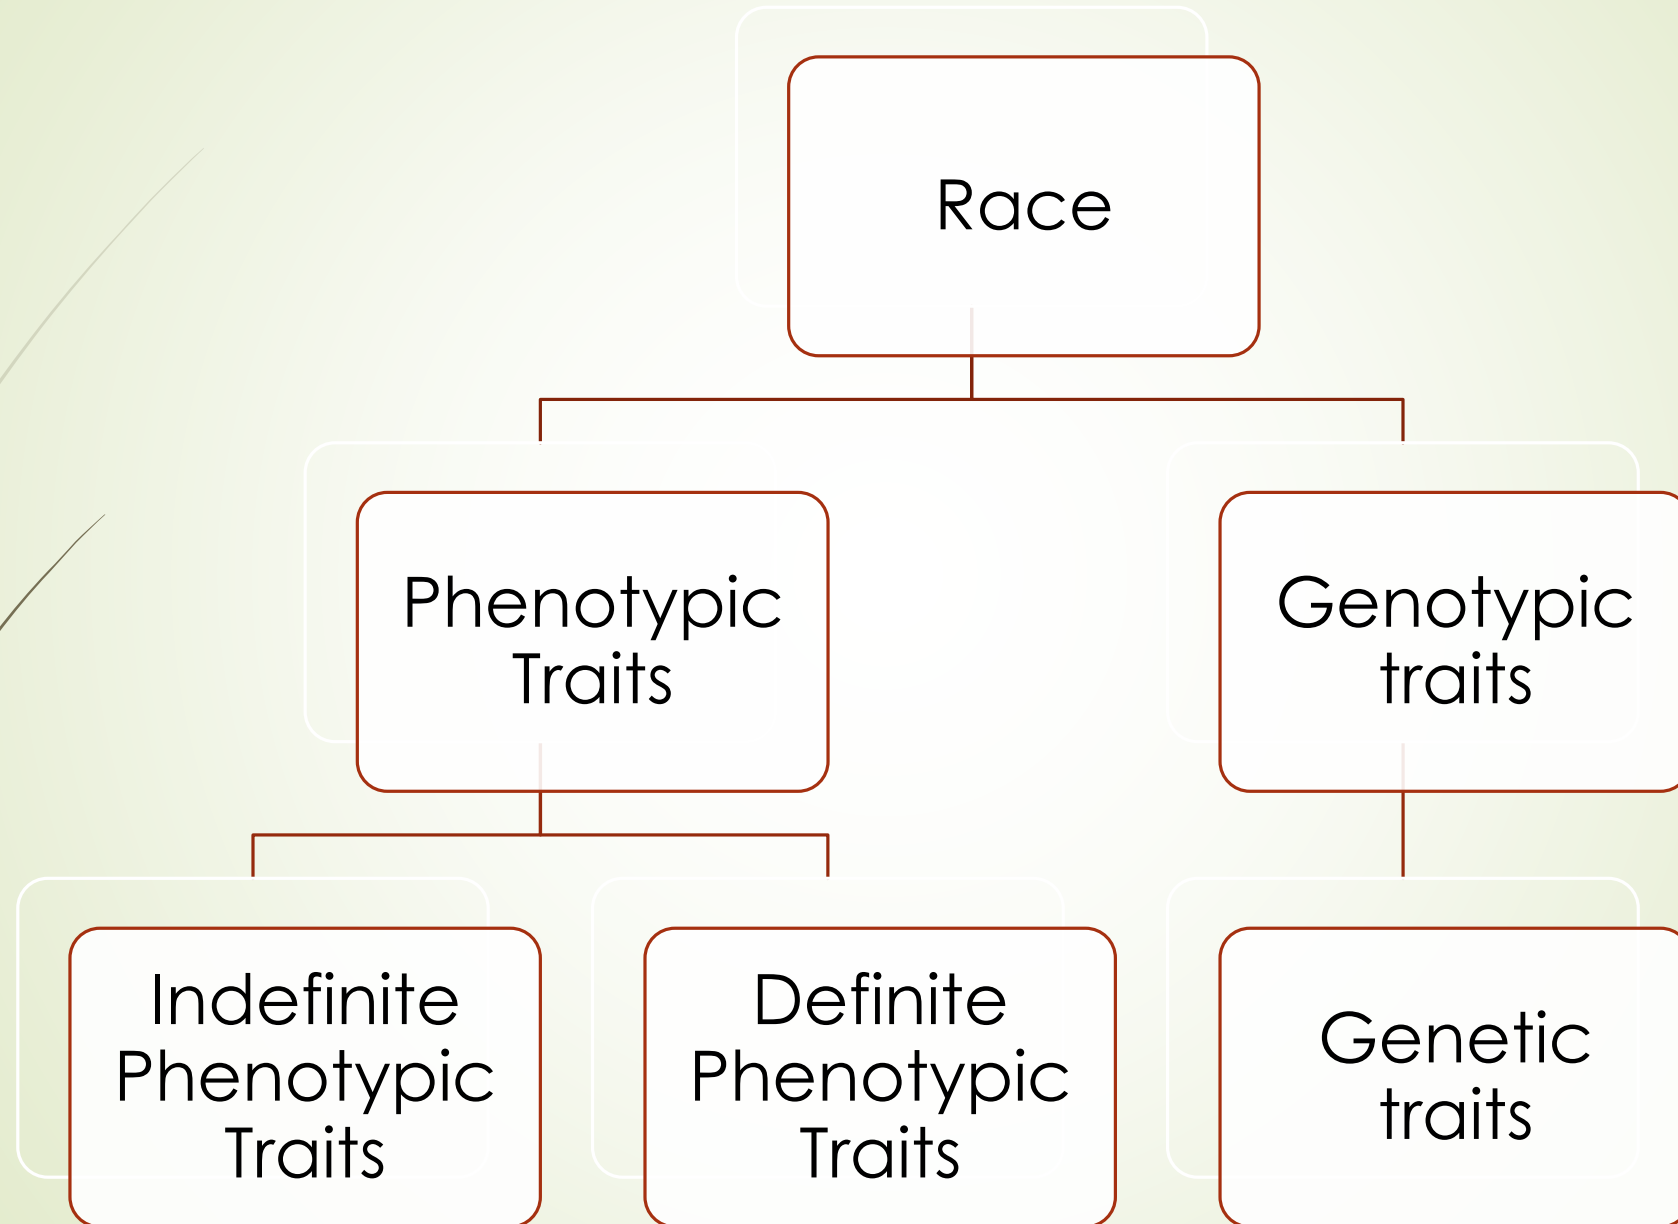 Race
Phenotypic
Traits
Genotypic
traits
Indefinite
Phenotypic
Traits
Definite
Phenotypic
Traits
Genetic
traits